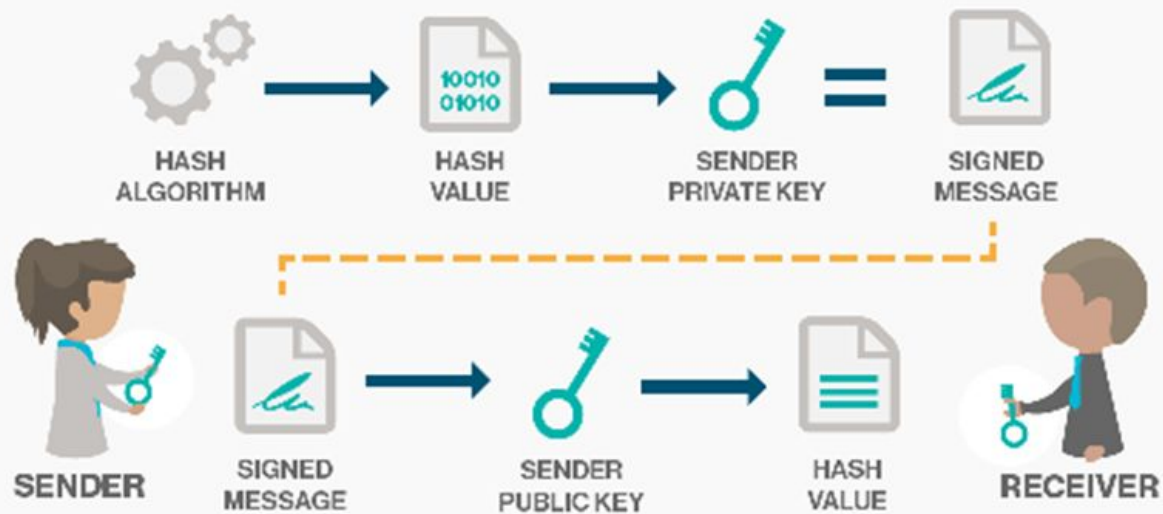 10010
01010
HASH
ALGORITHM
HASH
VALUE
SENDER
PRIVATE KEY
SIGNED
MESSAGE
SENDER
SIGNED
MESSAGE
SENDER
PUBLIC KEY
HASH
VALUE
RECEIVER